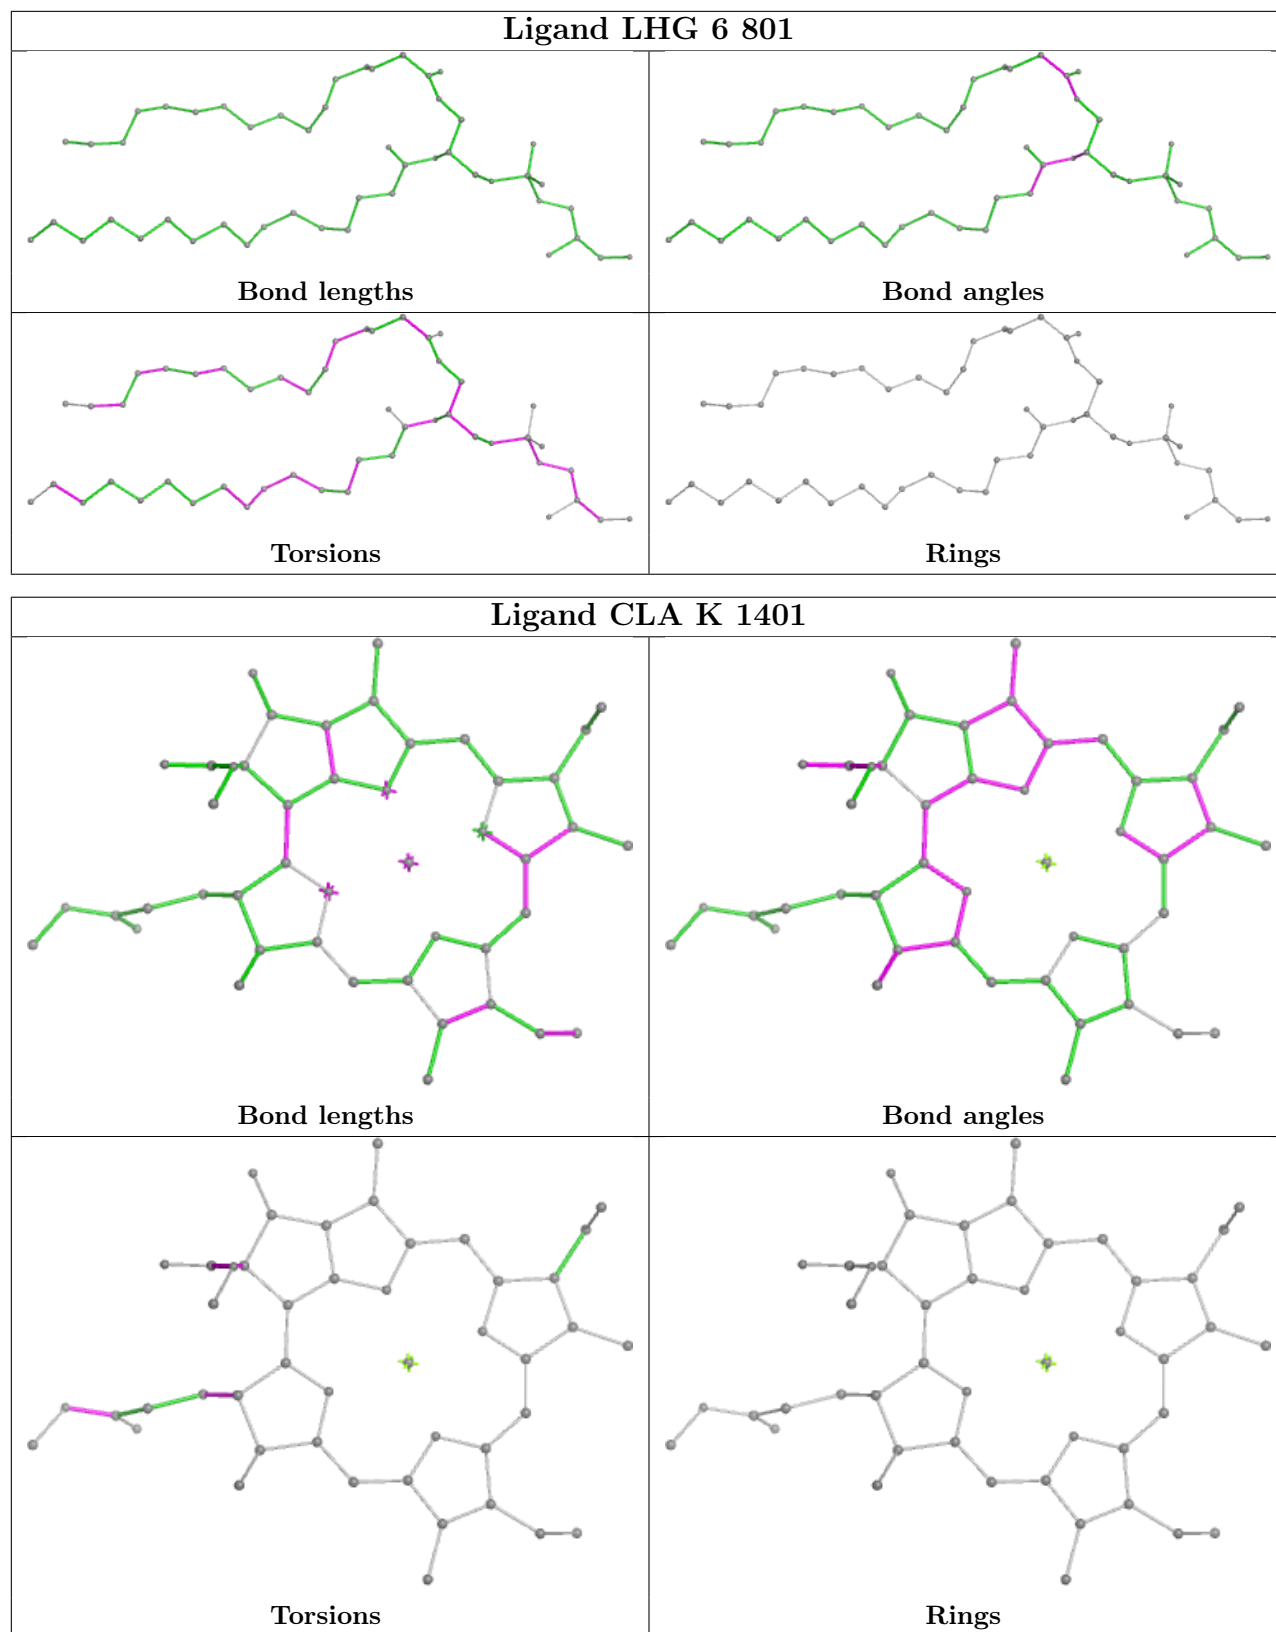 Ligand LHG 6 801
Bond lengths
Bond angles
Torsions
Rings
Ligand CLA K 1401
Bond lengths
Bond angles
Torsions
Rings